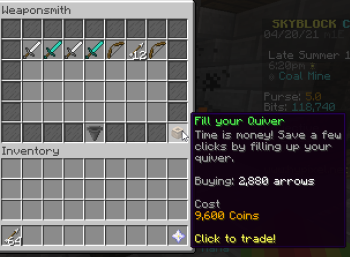 Weaponsmith
12
Inventory
64
SKYBLOCK C
04/20/21
Late Summer 1
6:20pm
Coal Mine
Purse: 5.0
Bits: 118,740
Fill your Quiver
Time is money! Save a few
clicks by filling up your
quiver.
Buying: 2,880 arrows
Cost
9,600 Coins
Click to trade!